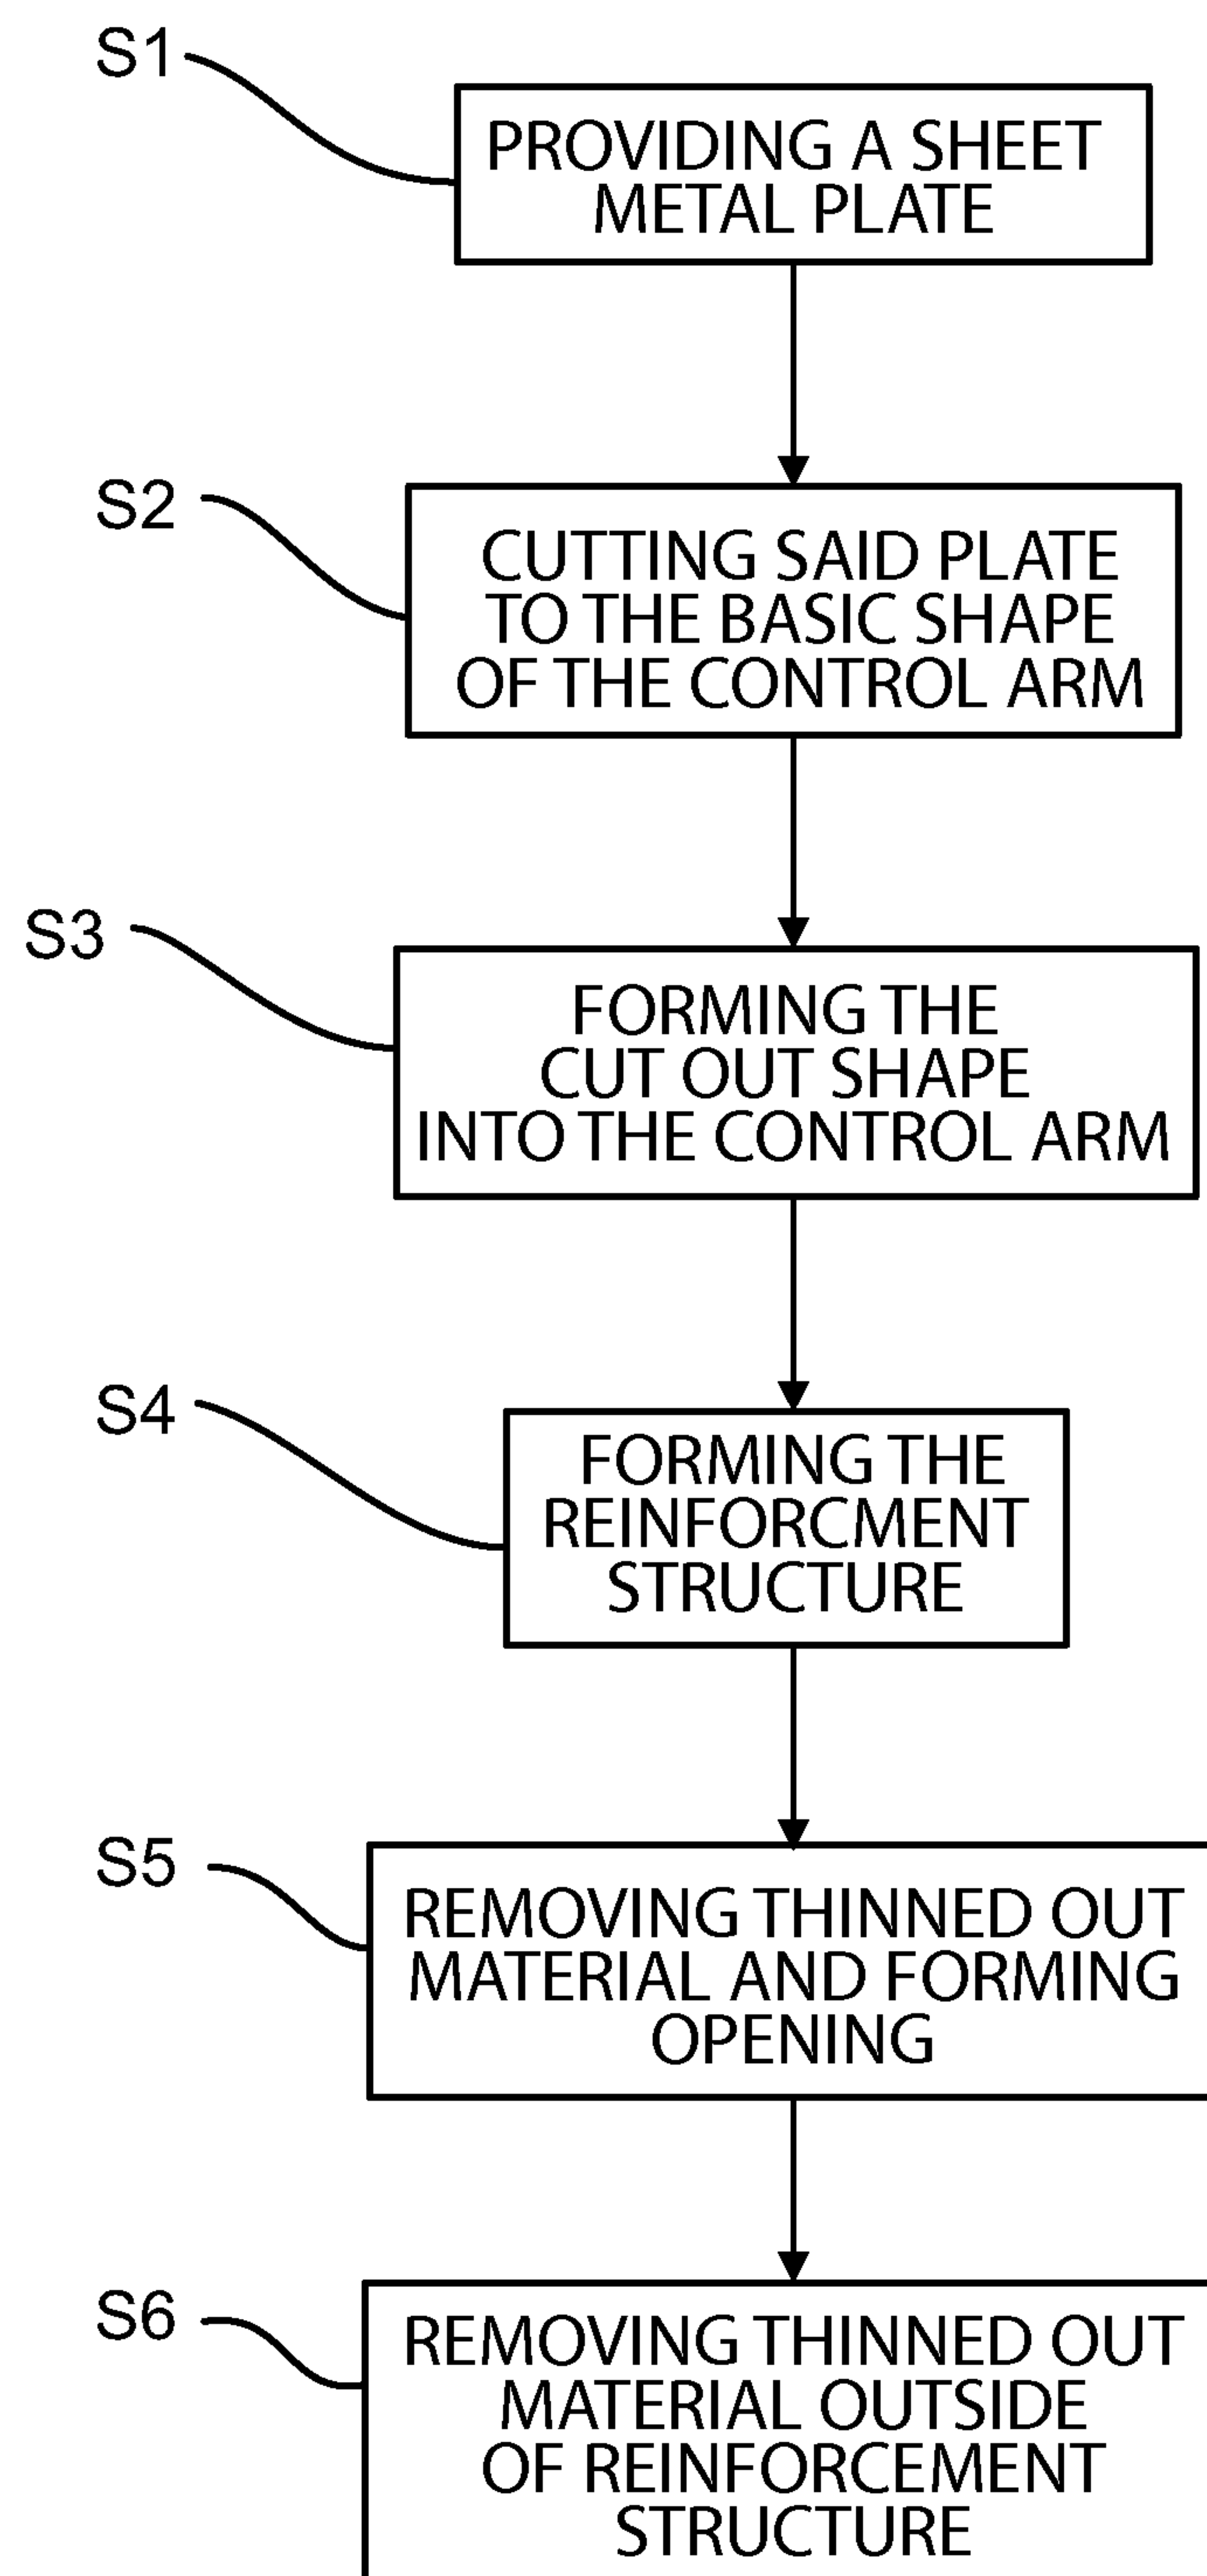 S1
PROVIDING A SHEET
METAL PLATE
S2
CUTTING SAID PLATE
TO THE BASIC SHAPE
OF THE CONTROL ARM
S3
FORMING THE
CUT OUT SHAPE
INTO THE CONTROL ARM
S4
FORMING THE
REINFORCMENT
STRUCTURE
S5
REMOVING THINNED OUT
MATERIAL AND FORMING
OPENING
S6
REMOVING THINNED OUT
MATERIAL OUTSIDE
OF REINFORCEMENT
STRUCTURE